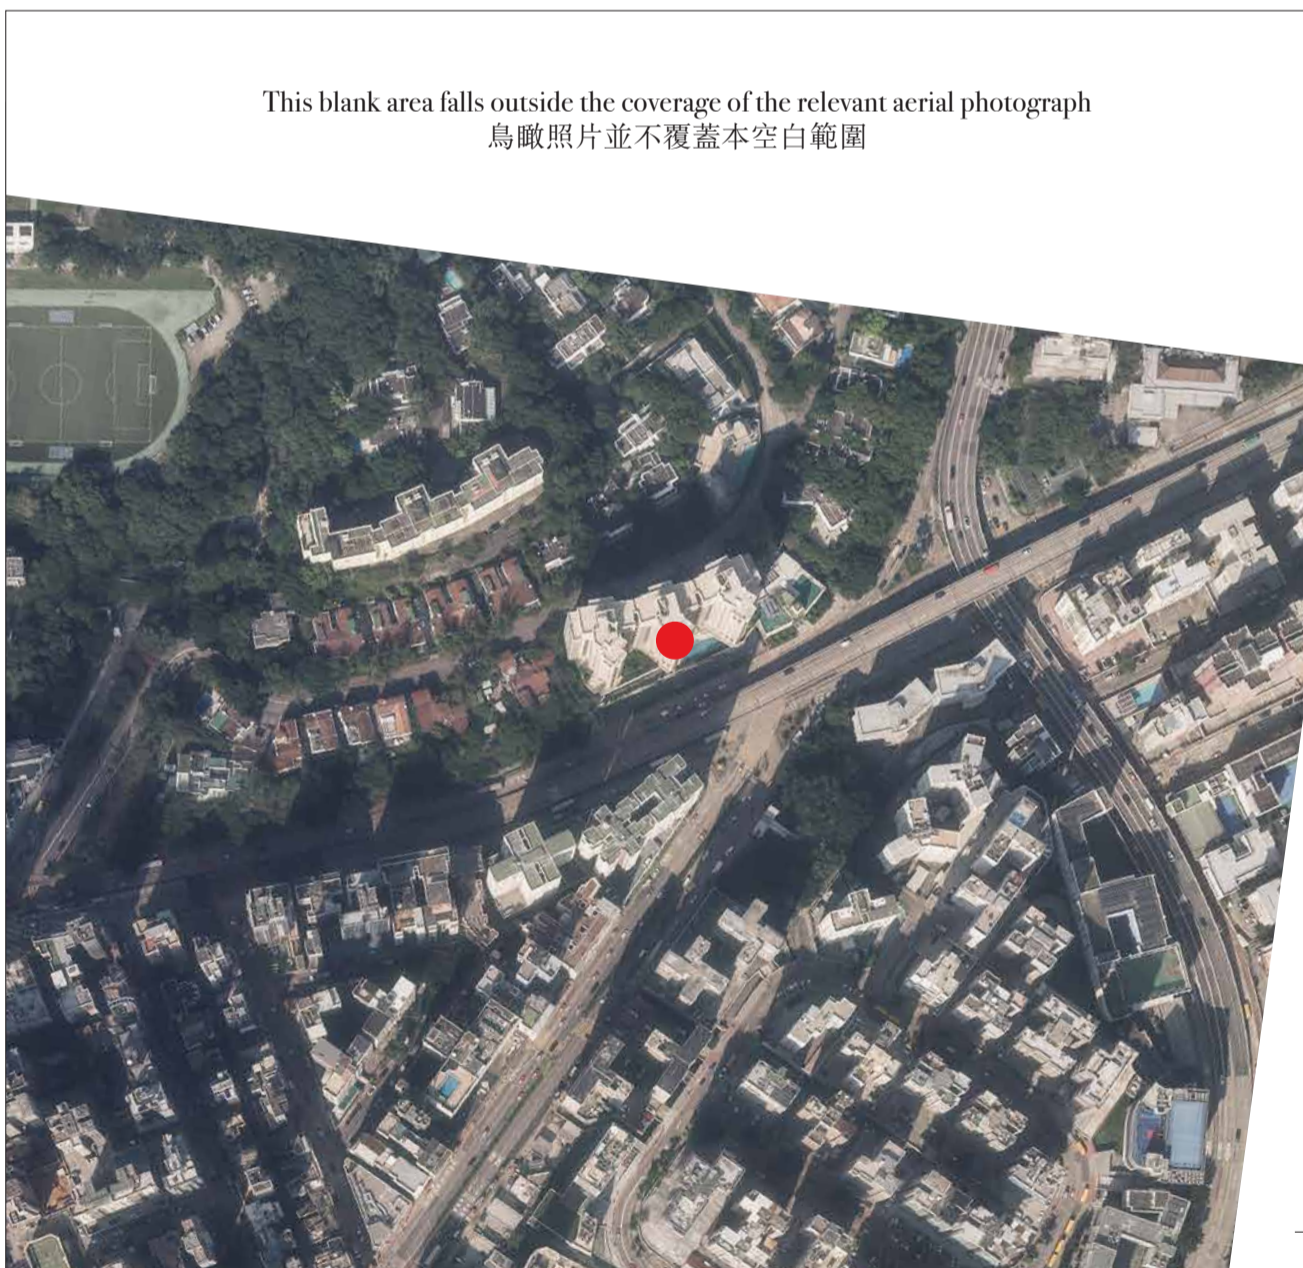 This blank area falls outside the coverage of the relevant aerial photograph
鳥瞰照片並不覆蓋本空白範圍